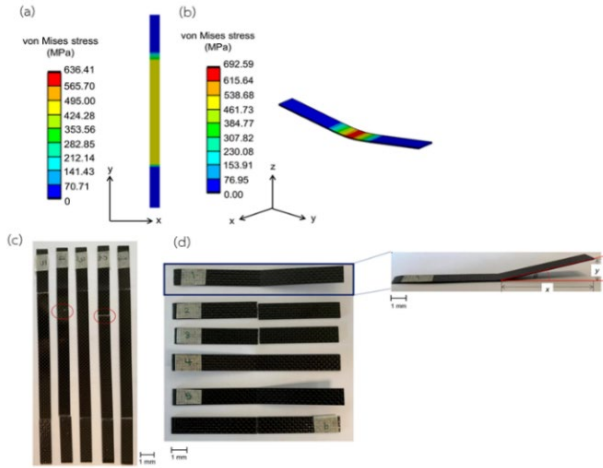 (a)
von Mises stress
(MPa)
636.41
565.70
495.00
424.28
353.56
282.85
212.14
141.43
70.71
0
y
x
(b)
von Mises stress
(MPa)
692.59
615.64
538.68
461.73
384.77
307.82
230.08
153.91
76.95
0.00
z
x
y
(c)
1 mm
(d)
1 mm
x
y
1 mm